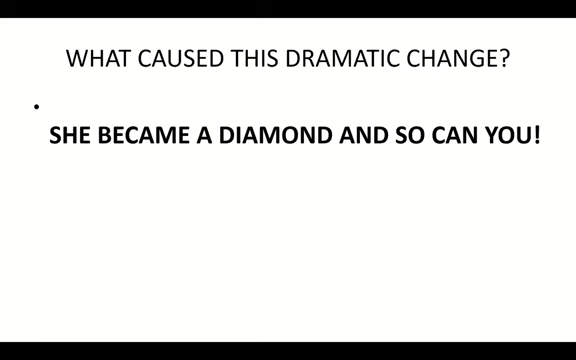 WHAT CAUSED THIS DRAMATIC CHANGE?
•
SHE BECAME A DIAMOND AND SO CAN YOU!